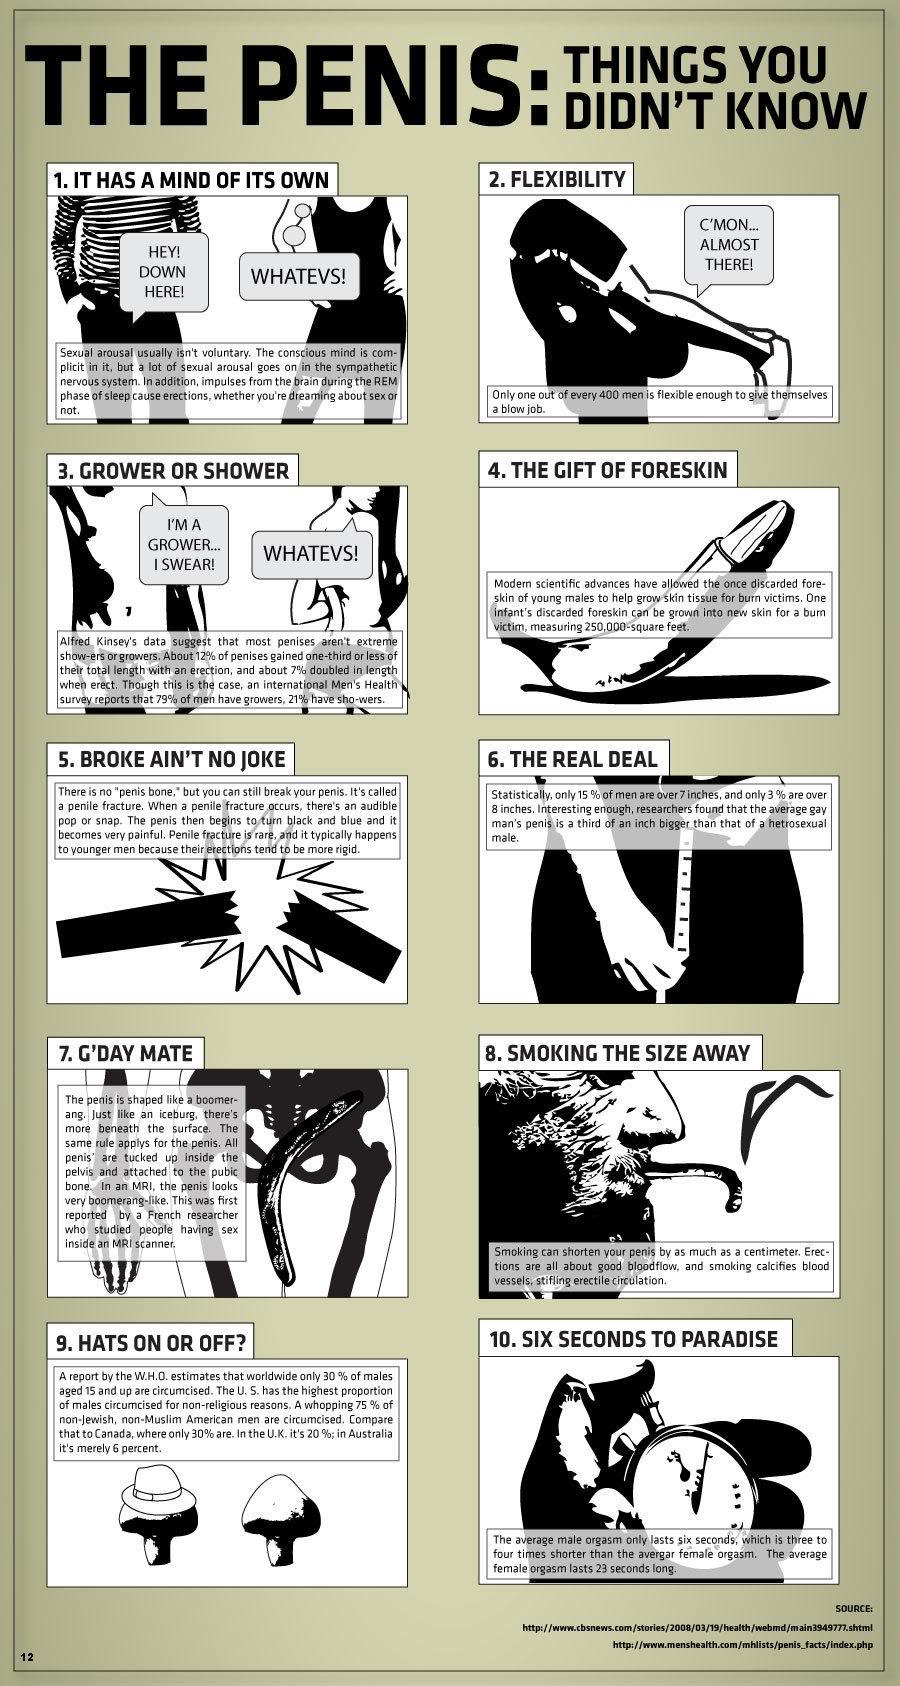 THE PENIS:
THINGS YOU
DIDN'T KNOW
1. IT HAS A MIND OF ITS OWN
HEY!
DOWN
HERE!
WHATEVS!
Sexual arousal usually isn't voluntary. The conscious mind is com-
plicit in it, but a lot of sexual arousal goes on in the sympathetic
nervous system. In addition, impulses from the brain during the REM
phase of sleep cause erections, whether you're dreaming about sex or
not.
2. FLEXIBILITY
C'MON...
ALMOST
THERE!
Only one out of every 400 men is flexible enough to give themselves
a blow job.
3. GROWER OR SHOWER
I'M A
GROWER...
I SWEAR!
WHATEVS!
Alfred Kinsey's data suggest that most penises aren't extreme
show-ers or growers. About 12% of penises gained one-third or less of
their total length with an erection, and about 7% doubled in length
when erect. Though this is the case, an international Men's Health
survey reports that 79% of men have growers, 21% have sho-wers.
4. THE GIFT OF FORESKIN
Modern scientific advances have allowed the once discarded fore-
skin of young males to help grow skin tissue for burn victims. One
infant's discarded foreskin can be grown into new skin for a burn
victim, measuring 250,000-square feet.
5. BROKE AIN'T NO JOKE
There is no "penis bone," but you can still break your penis. It's called
a penile fracture. When a penile fracture occurs, there's an audible
pop or snap. The penis then begins to turn black and blue and it
becomes very painful. Penile fracture is rare, and it typically happens
to younger men because their erections tend to be more rigid.
6. THE REAL DEAL
Statistically, only 15 % of men are over 7 inches, and only 3 % are over
8 inches. Interesting enough, researchers found that the average gay
man's penis is a third of an inch bigger than that of a hetrosexual
male.
7. G'DAY MATE
The penis is shaped like a boomer-
ang. Just like an iceburg, there's
more beneath the surface. The
same rule applys for the penis. All
penis' are tucked up inside the
pelvis and attached to the pubic
bone. In an MRI, the penis looks
very boomerang-like. This was first
reported by a French researcher
who studied people having sex
inside an MRI scanner.
8. SMOKING THE SIZE AWAY
Smoking can shorten your penis by as much as a centimeter. Erec-
tions are all about good bloodflow, and smoking calcifies blood
vessels, stifling erectile circulation.
9. HATS ON OR OFF?
A report by the W.H.O. estimates that worldwide only 30 % of males
aged 15 and up are circumcised. The U. S. has the highest proportion
of males circumcised for non-religious reasons. A whopping 75 % of
non-Jewish, non-Muslim American men are circumcised. Compare
that to Canada, where only 30% are. In the U.K. it's 20 %; in Australia
it's merely 6 percent.
10. SIX SECONDS TO PARADISE
The average male orgasm only lasts six seconds, which is three to
four times shorter than the avergar female orgasm. The average
female orgasm lasts 23 seconds long.
SOURCE:
http://www.cbsnews.com/stories/2008/03/19/health/webmd/main3949777.shtml
http://www.menshealth.com/mhlists/penis_facts/index.php
12